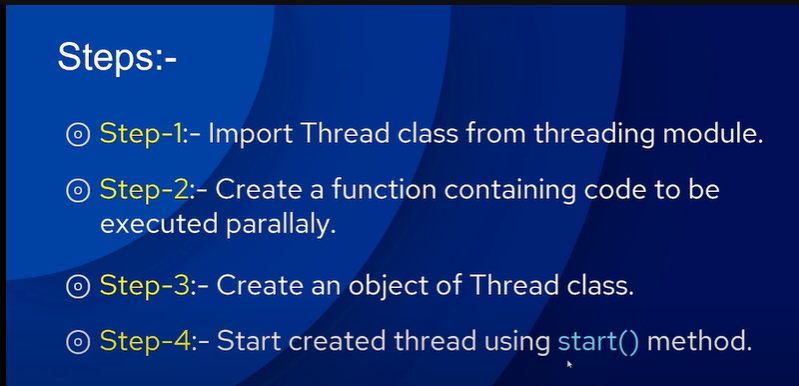 Steps:-
Step-1:- Import Thread class from threading module.
Step-2:- Create a function containing code to be
executed parallaly.
Step-3:- Create an object of Thread class.
Step-4:- Start created thread using start() method.